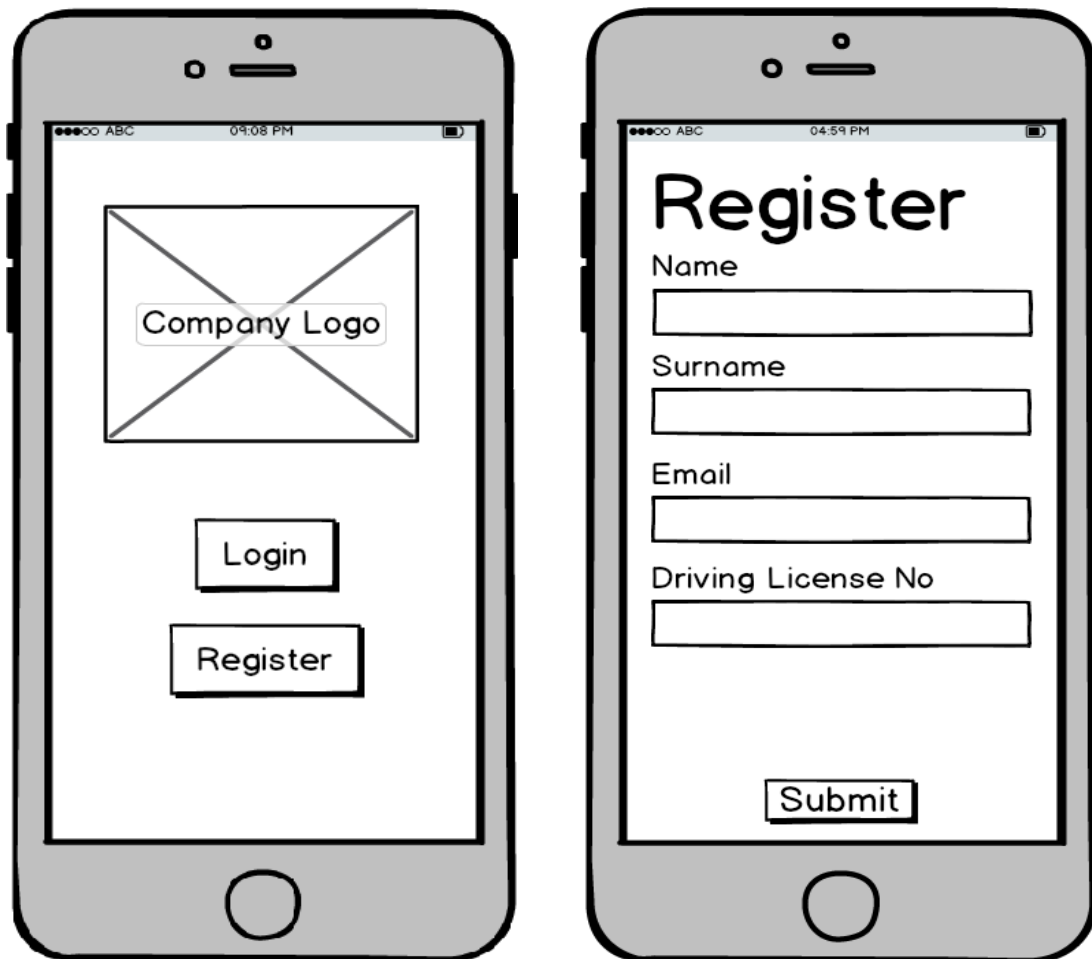 ABC 09:08 PM
Company Logo
Login
Register
ABC 04:59 PM
Register
Name
Surname
Email
Driving License No
Submit